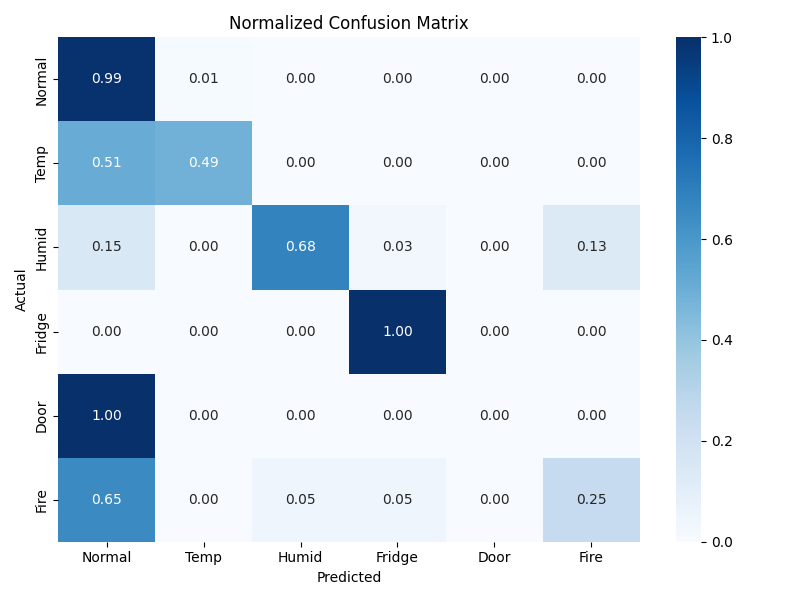 Normalized Confusion Matrix
Actual
Normal 0.99 0.01 0.00 0.00 0.00 0.00
Temp 0.51 0.49 0.00 0.00 0.00 0.00
Humid 0.15 0.00 0.68 0.03 0.00 0.13
Fridge 0.00 0.00 0.00 1.00 0.00 0.00
Door 1.00 0.00 0.00 0.00 0.00 0.00
Fire 0.65 0.00 0.05 0.05 0.00 0.25
Normal Temp Humid Fridge Door Fire
Predicted
1.0
0.8
0.6
0.4
0.2
0.0